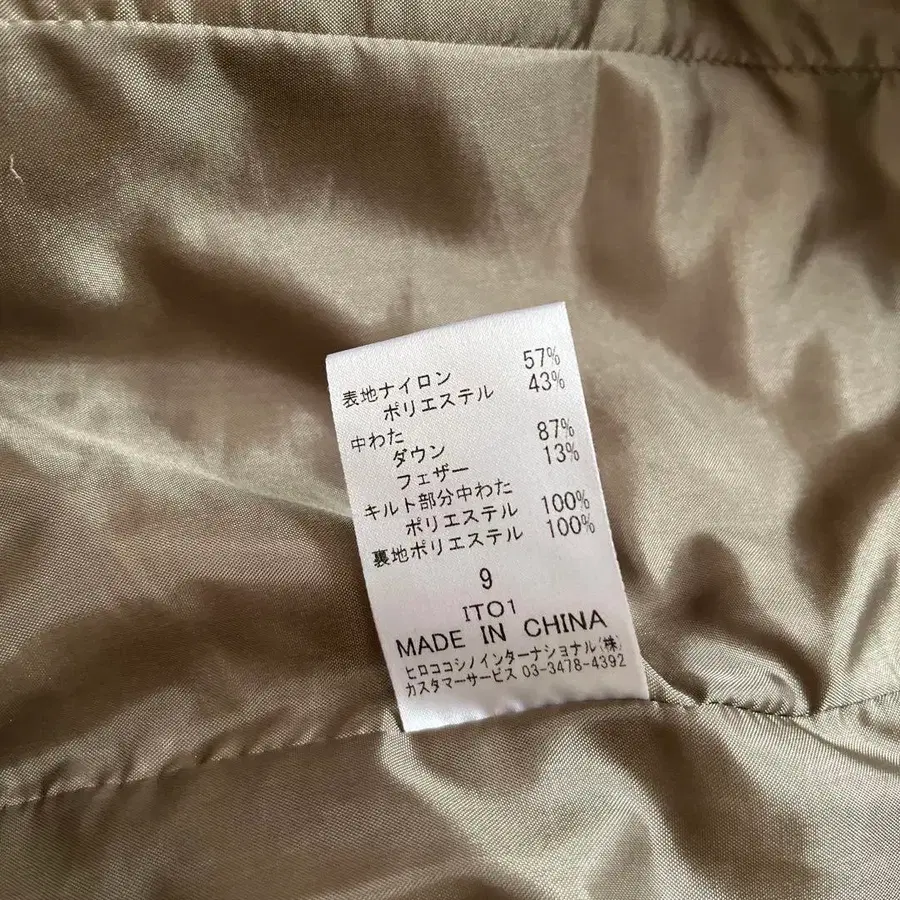 表地ナイロン 57%
ポリエステル 43%
中わた
ダウン 87%
フェザー 13%
キルト部分中わた
ポリエステル 100%
裏地ポリエステル 100%
9
IT01
MADE IN CHINA
ヒロココシノインターナショナル(株)
カスタマーサービス 03-3478-4392